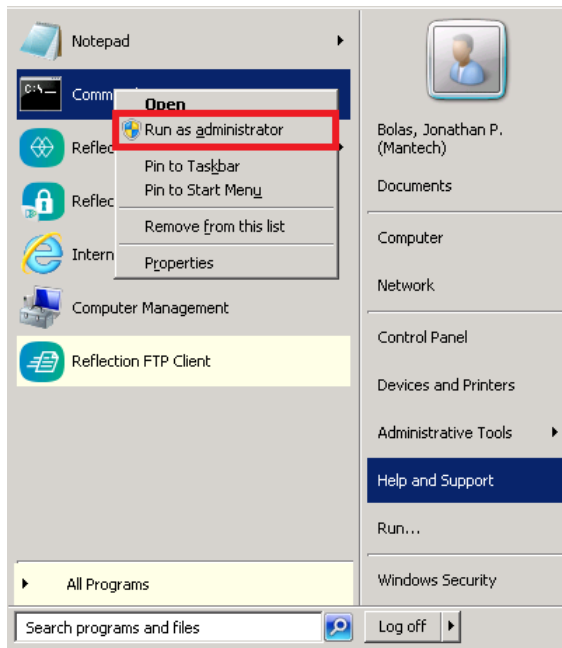 Notepad
C:\
Comm
Open
Run as administrator
Reflec
Pin to Taskbar
Pin to Start Menu
Reflec
Remove from this list
Intern
Properties
Computer Management
Reflection FTP Client
All Programs
Search programs and files
Bolas, Jonathan P.
(Mantech)
Documents
Computer
Network
Control Panel
Devices and Printers
Administrative Tools
Help and Support
Run...
Windows Security
Log off